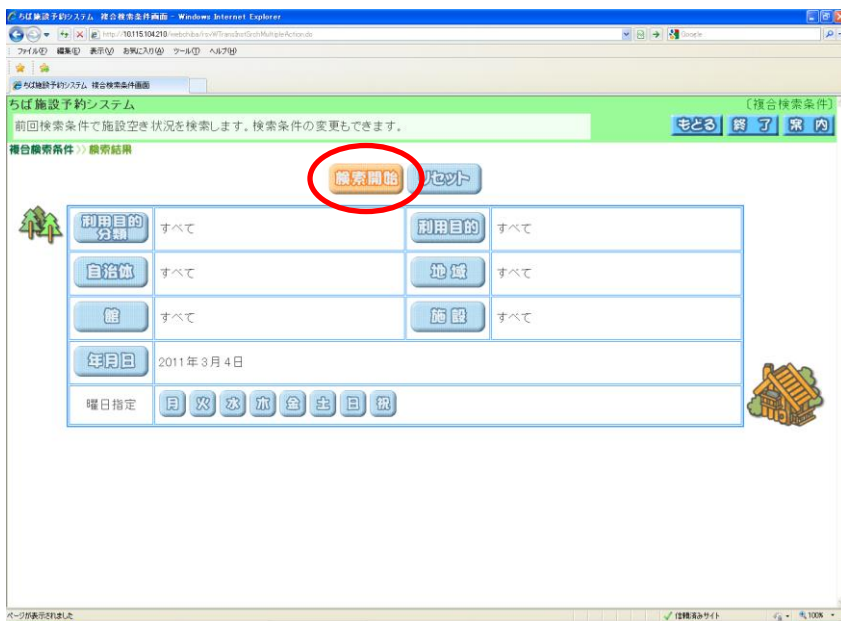 ちば施設予約システム 複合検索条件画面 - Windows Internet Explorer
http://10.115.104.210/webchiba/rsvWTransInstSrchMultipleAction.do
Google
ファイル(F) 編集(E) 表示(V) お気に入り(A) ツール(T) ヘルプ(H)
ちば施設予約システム 複合検索条件画面
ちば施設予約システム 〔複合検索条件〕
前回検索条件で施設空き状況を検索します。検索条件の変更もできます。 もどる 終了 案内
複合検索条件>>検索結果
検索開始 リセット
利用目的分類 すべて 利用目的 すべて
自治体 すべて 地域 すべて
館 すべて 施設 すべて
年月日 2011年3月4日
曜日指定 月 火 水 木 金 土 日 祝
ページが表示されました 信頼済みサイト 100%